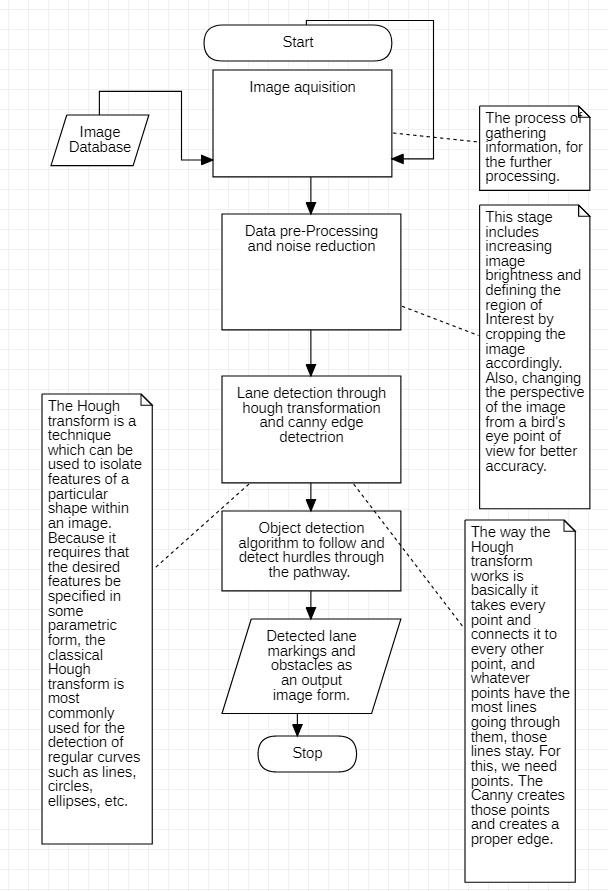 Start
Image aquisition
Image
Database
The process of
gathering
information, for
the further
processing.
Data pre-Processing
and noise reduction
This stage
includes
increasing
image
brightness and
defining the
region of
Interest by
cropping the
image
accordingly.
Also, changing
the perspective
of the image
from a bird's
eye point of
view for better
accuracy.
Lane detection through
hough transformation
and canny edge
detectrion
The Hough
transform is a
technique
which can be
used to isolate
features of a
particular
shape within
an image.
Because it
requires that
the desired
features be
specified in
some
parametric
form, the
classical
Hough
transform is
most
commonly
used for the
detection of
regular curves
such as lines,
circles,
ellipses, etc.
Object detection
algorithm to follow and
detect hurdles through
the pathway.
The way the
Hough
transform
works is
basically it
takes every
point and
connects it to
every other
point, and
whatever
points have the
most lines
going through
them, those
lines stay. For
this, we need
points. The
Canny creates
those points
and creates a
proper edge.
Detected lane
markings and
obstacles as
an output
image form.
Stop